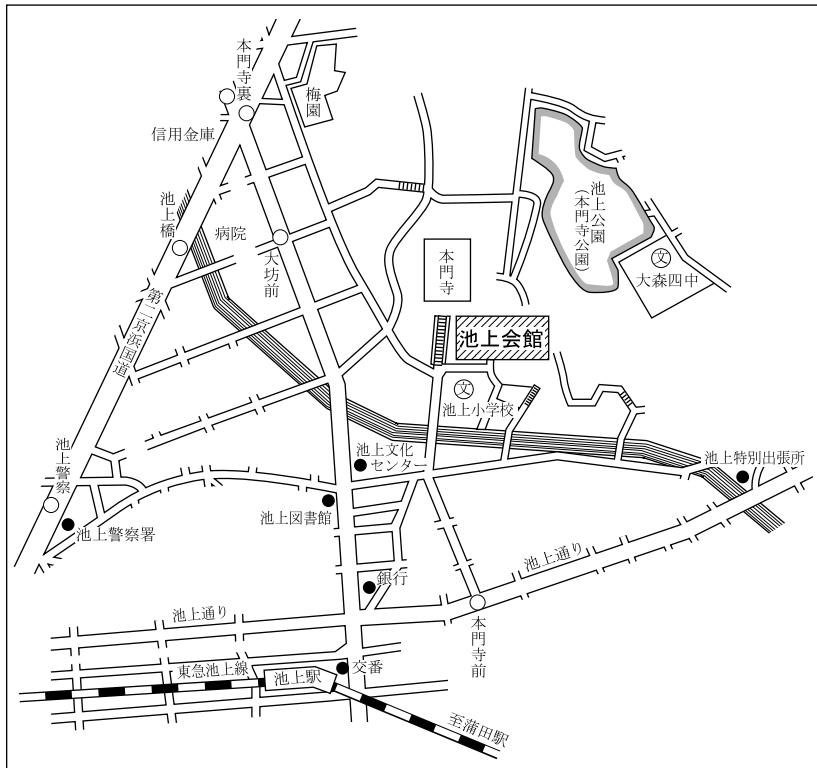 本門寺裏
梅園
信用金庫
池上橋
病院
大坊前
本門寺
池上公園
(本門寺公園)
文
大森四中
第二京浜国道
池上会館
文
池上小学校
池上警察
池上文化
センター
池上特別出張所
池上図書館
池上警察署
池上通り
銀行
池上通り
本門寺前
交番
東急池上線
池上駅
至蒲田駅